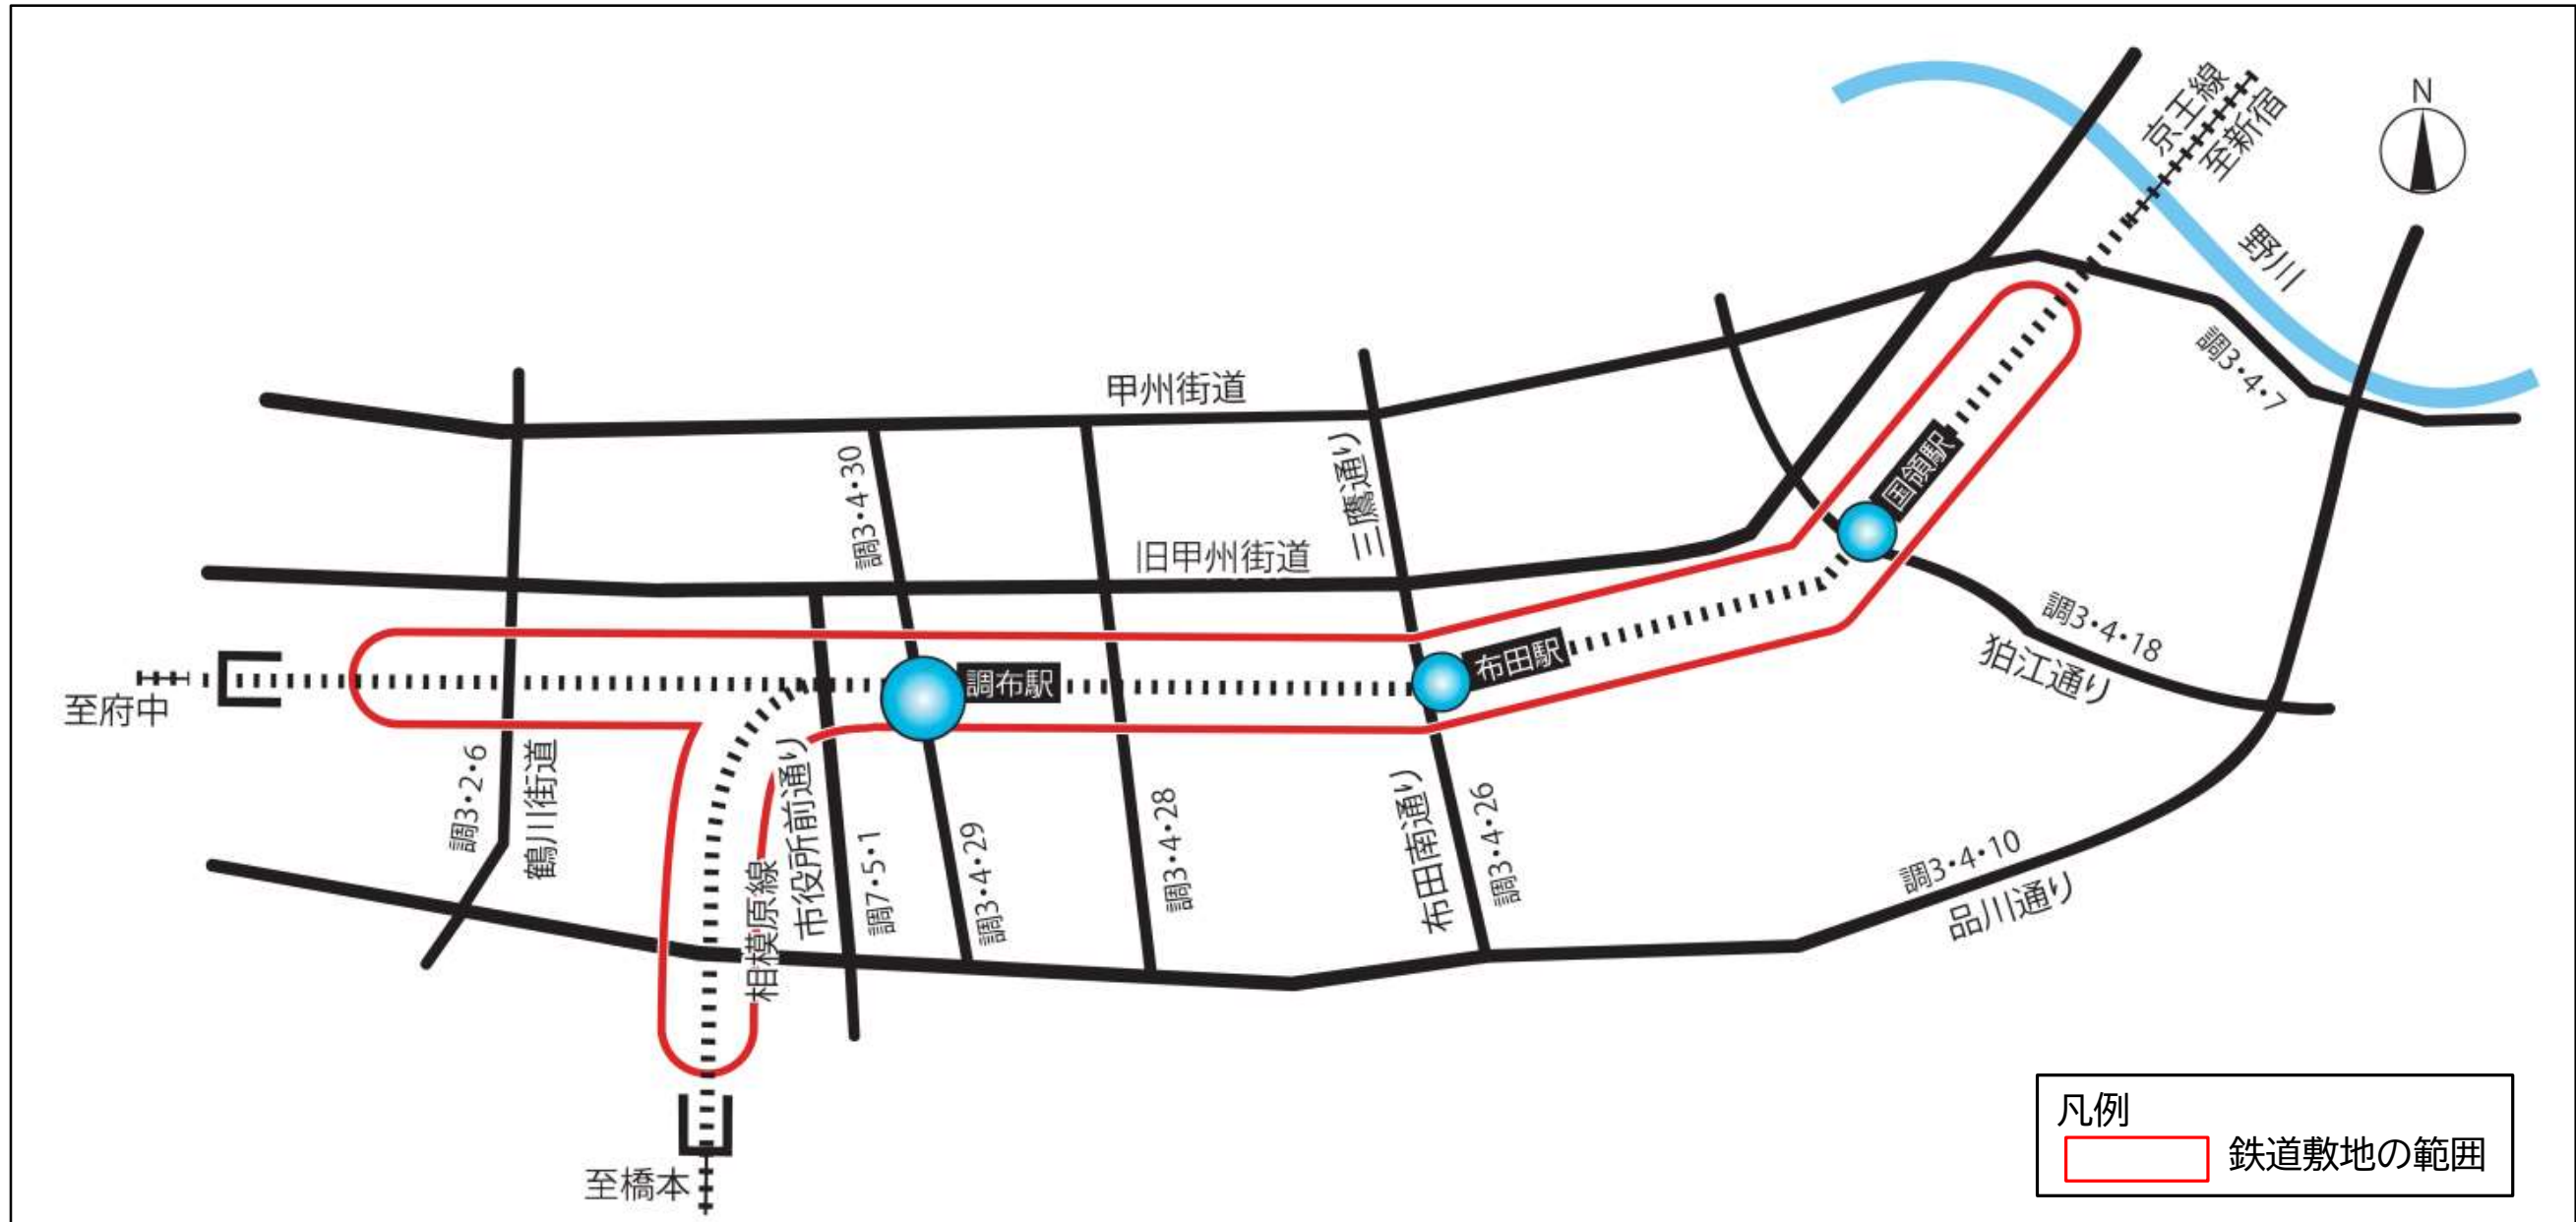 京王線
至新宿
N
野川
調3・4・7
甲州街道
調3・4・30
三鷹通り
旧甲州街道
国領駅
調3・4・18
狛江通り
布田駅
調布駅
至府中
調3・2・6
鶴川街道
市役所前通り
相模原線
調7・5・1
調3・4・29
調3・4・28
布田南通り
調3・4・26
調3・4・10
品川通り
至橋本
凡例
鉄道敷地の範囲